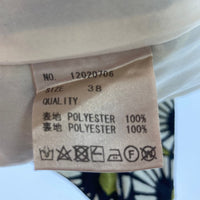 NO. 12020706
SIZE 38
QUALITY
表地 POLYESTER 100%
裏地 POLYESTER 100%